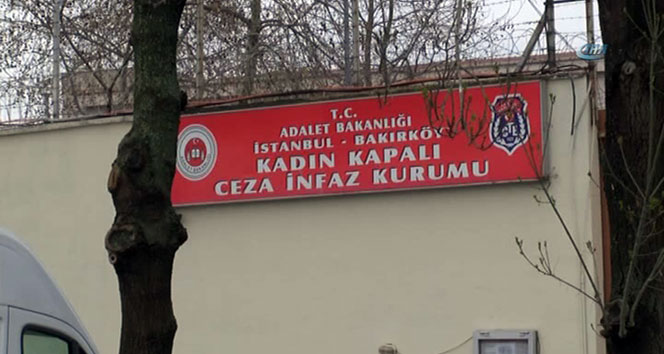 T.C.
ADALET BAKANLIĞI
İSTANBUL - BAKIRKÖY
KADIN KAPALI
CEZA İNFAZ KURUMU